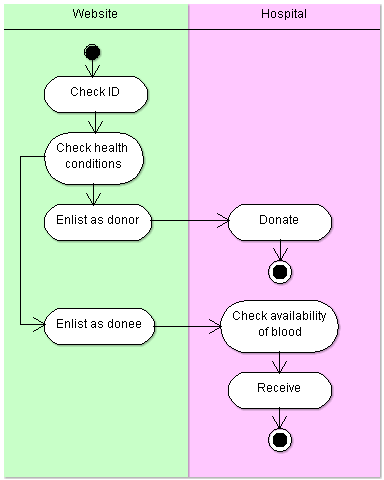 Website
Hospital
Check ID
Check health
conditions
Enlist as donor
Donate
Enlist as donee
Check availability
of blood
Receive